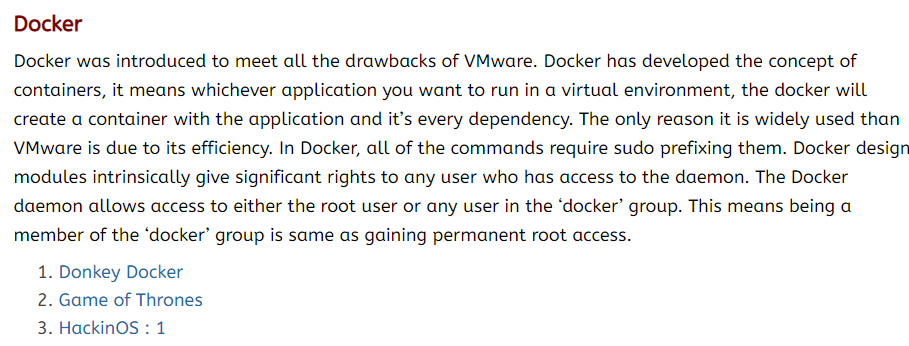 Docker
Docker was introduced to meet all the drawbacks of VMware. Docker has developed the concept of
containers, it means whichever application you want to run in a virtual environment, the docker will
create a container with the application and it’s every dependency. The only reason it is widely used than
VMware is due to its efficiency. In Docker, all of the commands require sudo prefixing them. Docker design
modules intrinsically give significant rights to any user who has access to the daemon. The Docker
daemon allows access to either the root user or any user in the ‘docker’ group. This means being a
member of the ‘docker’ group is same as gaining permanent root access.
1. Donkey Docker
2. Game of Thrones
3. HackinOS : 1